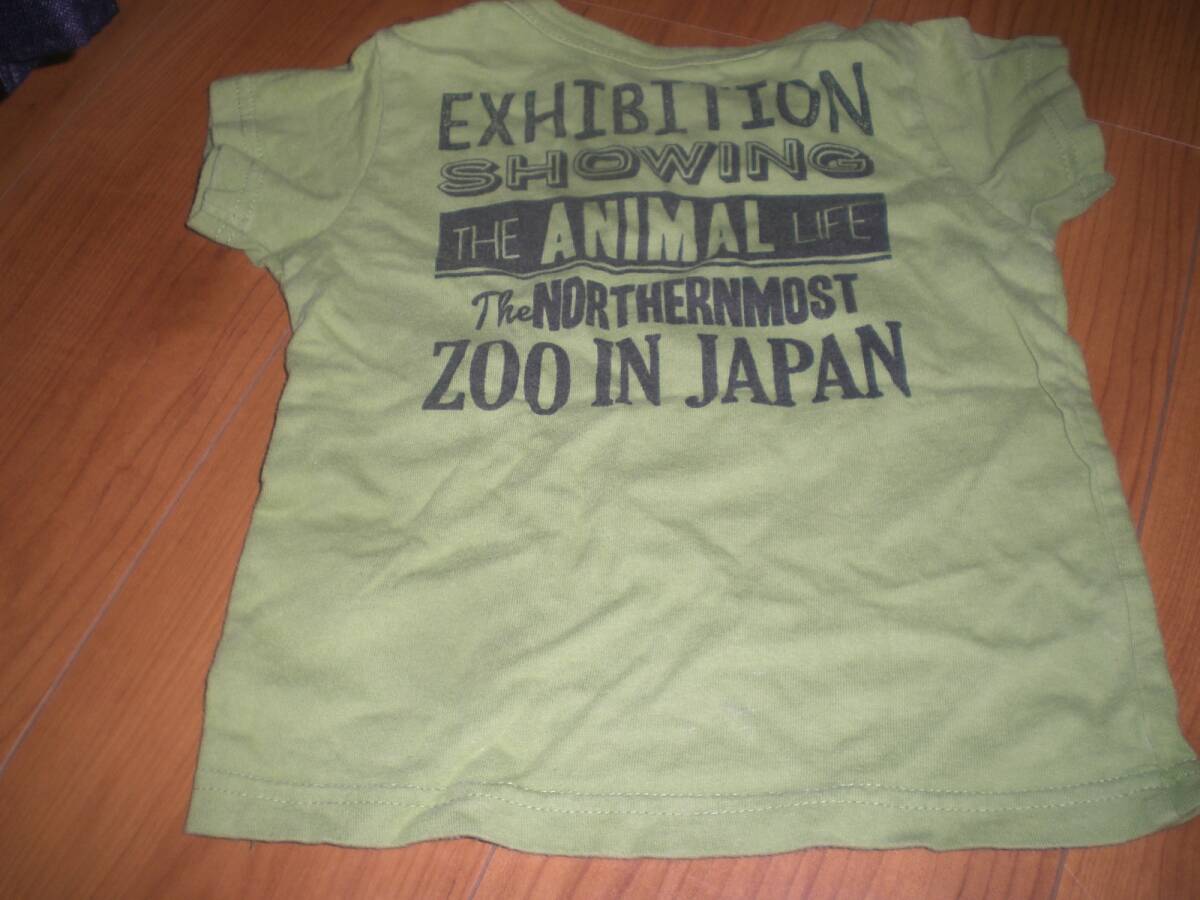 EXHIBITION
SHOWING
THE ANIMAL LIFE
The NORTHERNMOST
ZOO IN JAPAN